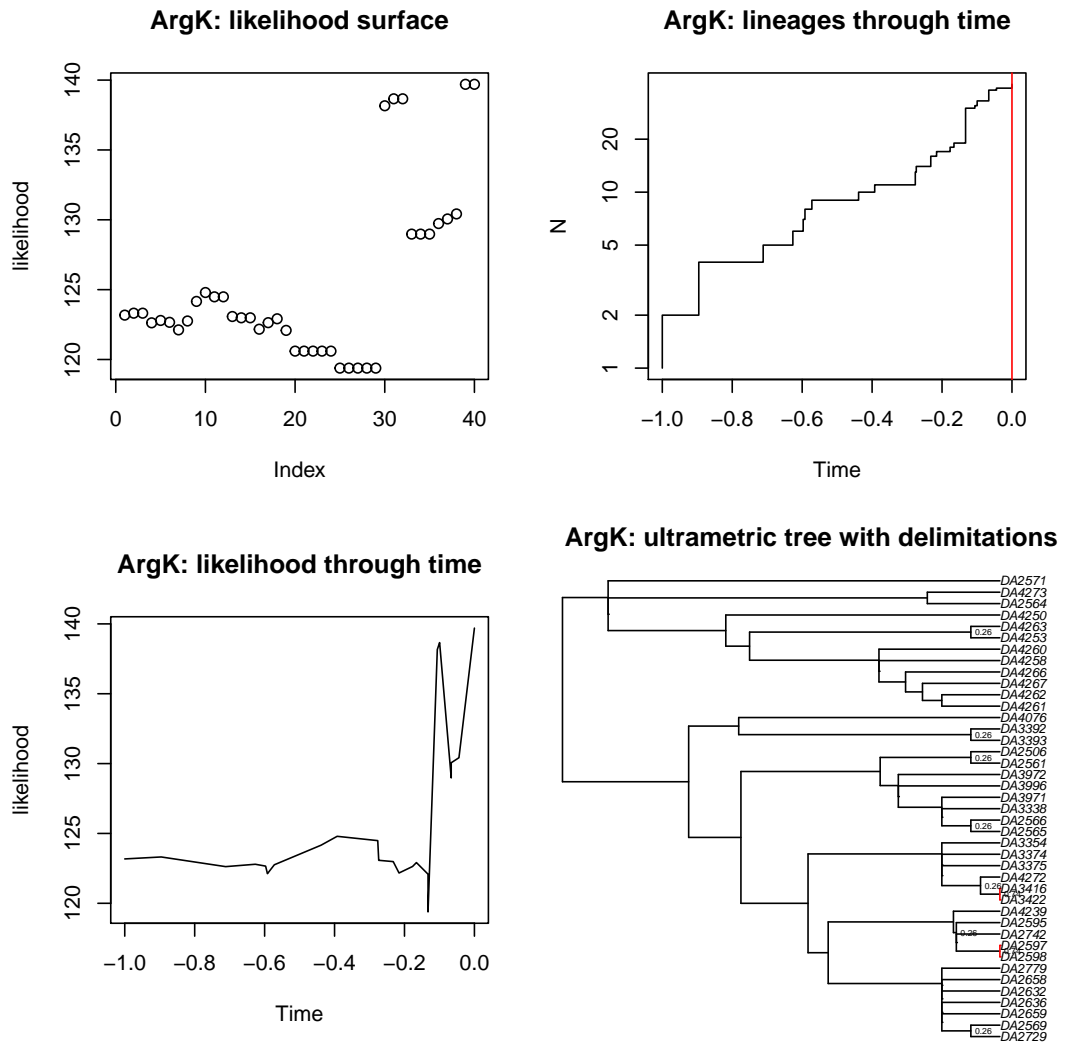 ArgK: likelihood surface
likelihood
120
125
130
135
140
0
10
20
30
40
Index
ArgK: lineages through time
N
1
2
5
10
20
−1.0
−0.8
−0.6
−0.4
−0.2
0.0
Time
ArgK: likelihood through time
likelihood
120
125
130
135
140
−1.0
−0.8
−0.6
−0.4
−0.2
0.0
Time
ArgK: ultrametric tree with delimitations
DA2571
DA4273
DA2564
DA4250
DA4263
0.26
DA4253
DA4260
DA4258
DA4266
DA4267
DA4262
DA4261
DA4076
DA3392
0.26
DA3393
DA2506
0.26
DA2561
DA3972
DA3996
DA3971
DA3338
DA2566
0.26
DA2565
DA3354
DA3374
DA3375
DA4272
0.26
DA3416
DA3422
DA4239
DA2595
0.26
DA2742
DA2597
DA2598
DA2779
DA2658
DA2632
DA2636
DA2659
DA2569
0.26
DA2729